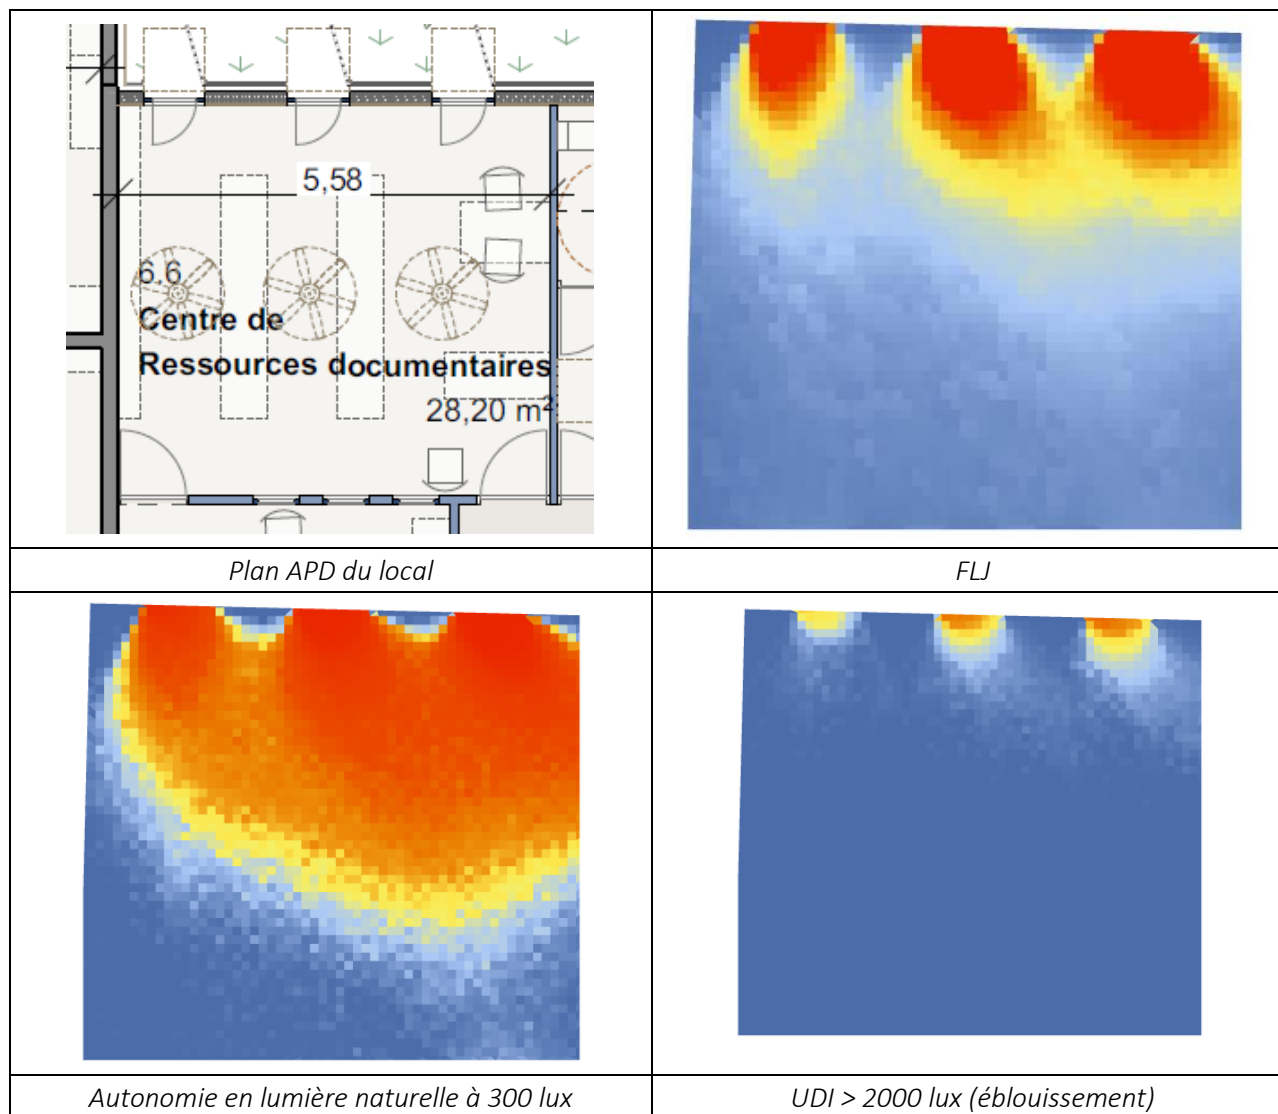 5,58
6.6
Centre de
Ressources documentaires
28,20 m²
Plan APD du local
FLJ
Autonomie en lumière naturelle à 300 lux
UDI > 2000 lux (éblouissement)